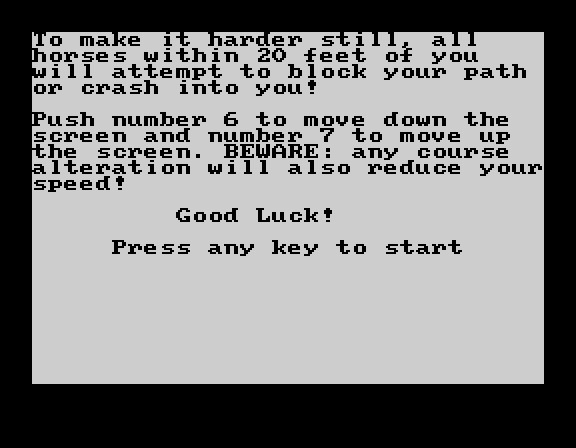 To make it harder still, all
horses within 20 feet of you
will attempt to block your path
or crash into you!
Push number 6 to move down the
screen and number 7 to move up
the screen. BEWARE: any course
alteration will also reduce your
speed!
Good Luck!
Press any key to start